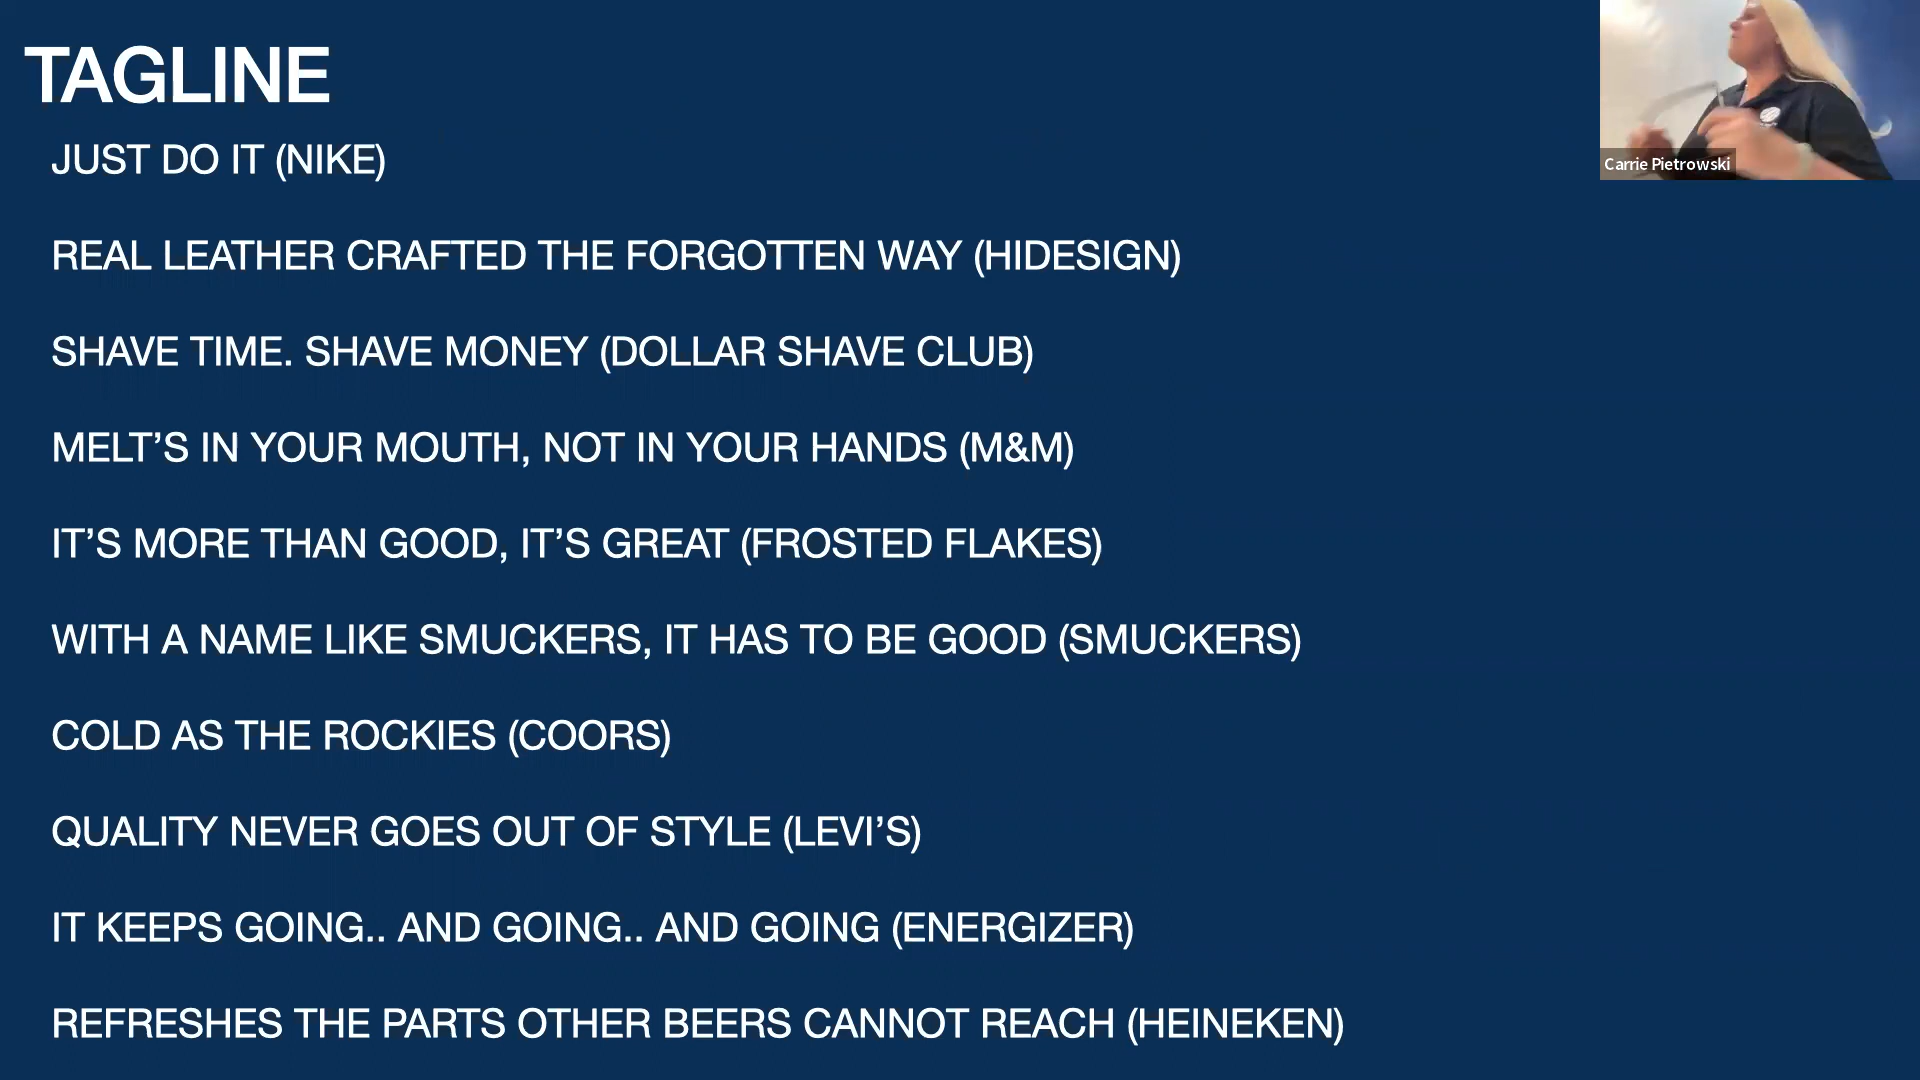 TAGLINE
JUST DO IT (NIKE)
REAL LEATHER CRAFTED THE FORGOTTEN WAY (HIDESIGN)
SHAVE TIME. SHAVE MONEY (DOLLAR SHAVE CLUB)
MELT’S IN YOUR MOUTH, NOT IN YOUR HANDS (M&M)
IT’S MORE THAN GOOD, IT’S GREAT (FROSTED FLAKES)
WITH A NAME LIKE SMUCKERS, IT HAS TO BE GOOD (SMUCKERS)
COLD AS THE ROCKIES (COORS)
QUALITY NEVER GOES OUT OF STYLE (LEVI’S)
IT KEEPS GOING.. AND GOING.. AND GOING (ENERGIZER)
REFRESHES THE PARTS OTHER BEERS CANNOT REACH (HEINEKEN)
Carrie Pietrowski